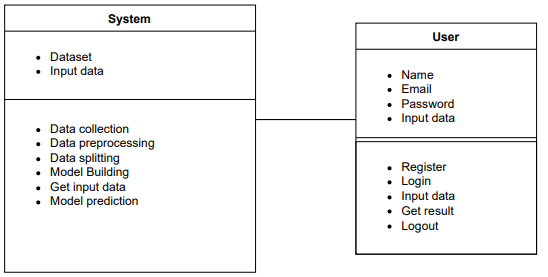 System
Dataset
Input data
Data collection
Data preprocessing
Data splitting
Model Building
Get input data
Model prediction
User
Name
Email
Password
Input data
Register
Login
Input data
Get result
Logout